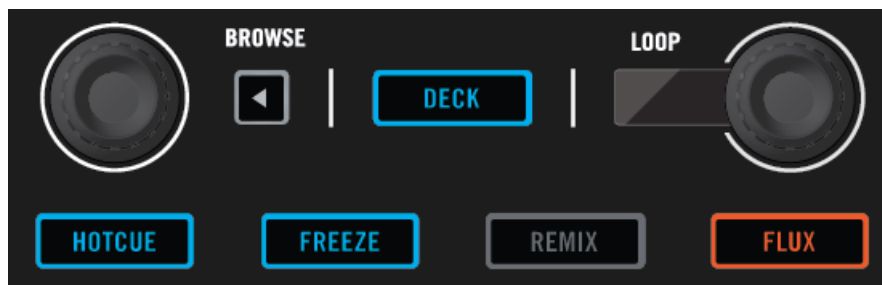 BROWSE
LOOP
DECK
HOTCUE
FREEZE
REMIX
FLUX